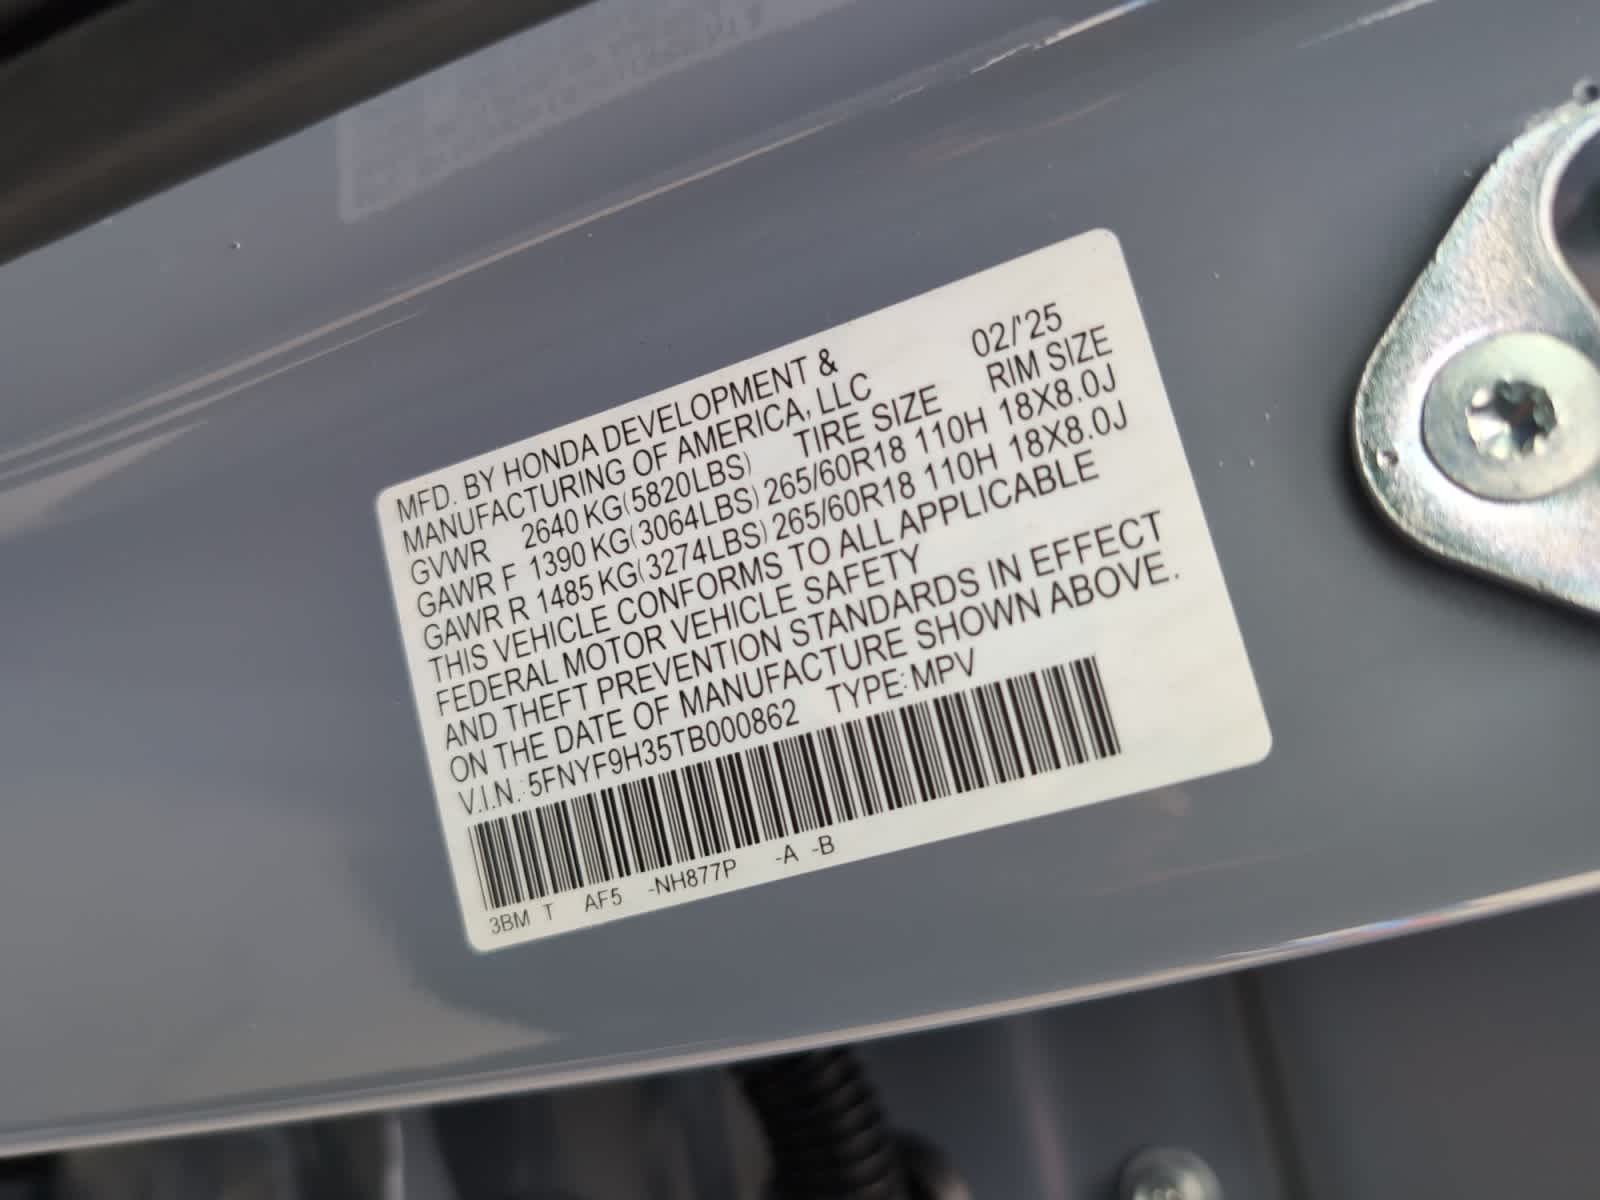 MFD. BY HONDA DEVELOPMENT & 02/'25
MANUFACTURING OF AMERICA, LLC RIM SIZE
GVWR 2640 KG(5820LBS) TIRE SIZE
GAWR F 1390 KG(3064LBS) 265/60R18 110H 18X8.0J
GAWR R 1485 KG(3274LBS) 265/60R18 110H 18X8.0J
THIS VEHICLE CONFORMS TO ALL APPLICABLE
FEDERAL MOTOR VEHICLE SAFETY
AND THEFT PREVENTION STANDARDS IN EFFECT
ON THE DATE OF MANUFACTURE SHOWN ABOVE.
V.I.N.: 5FNYF9H35TB000862 TYPE: MPV
3BM T AF5 -NH877P -A -B